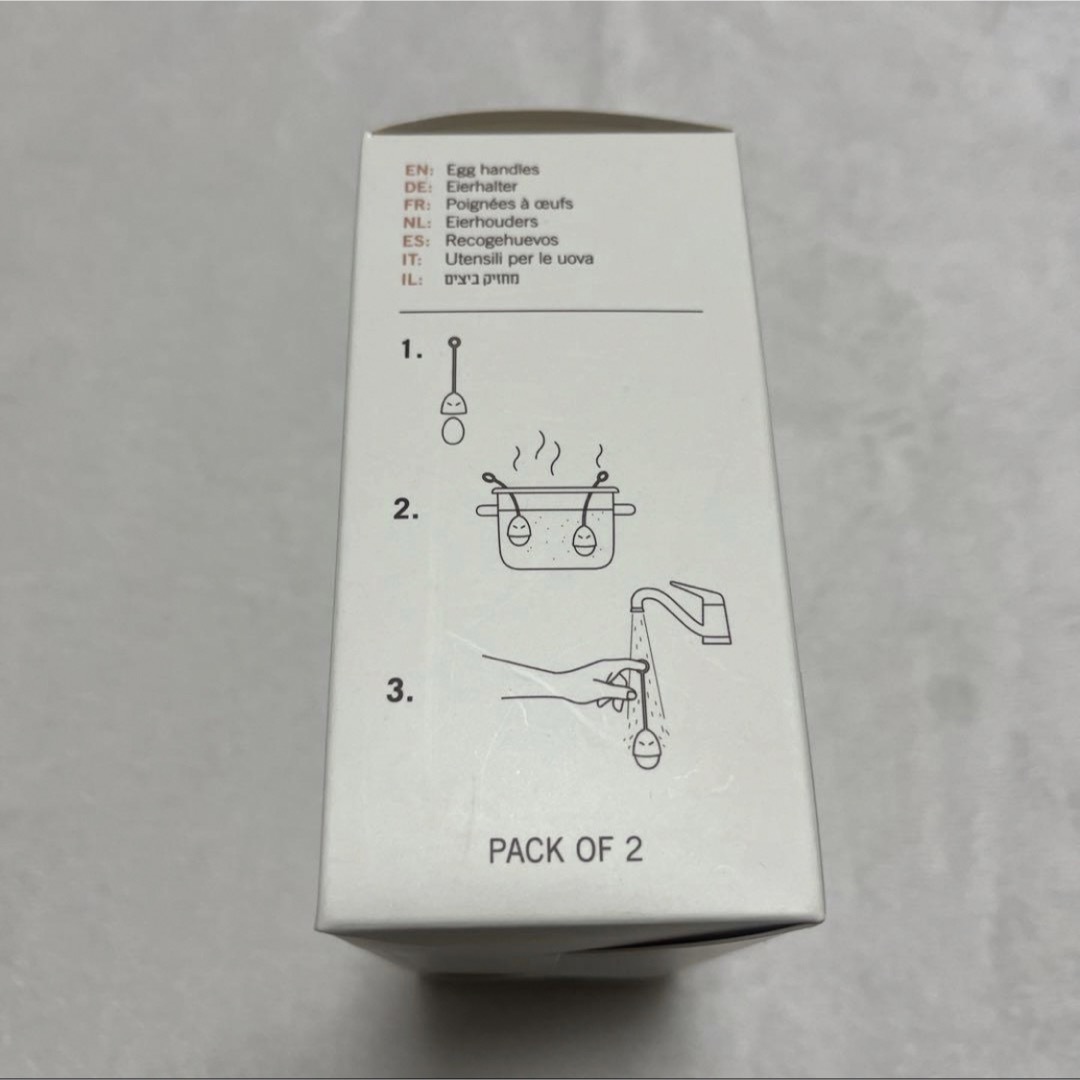 EN: Egg handles
DE: Eierhalter
FR: Poignées à œufs
NL: Eierhouders
ES: Recogehuevos
IT: Utensili per le uova
IL: מחזיק ביצים
1.
2.
3.
PACK OF 2